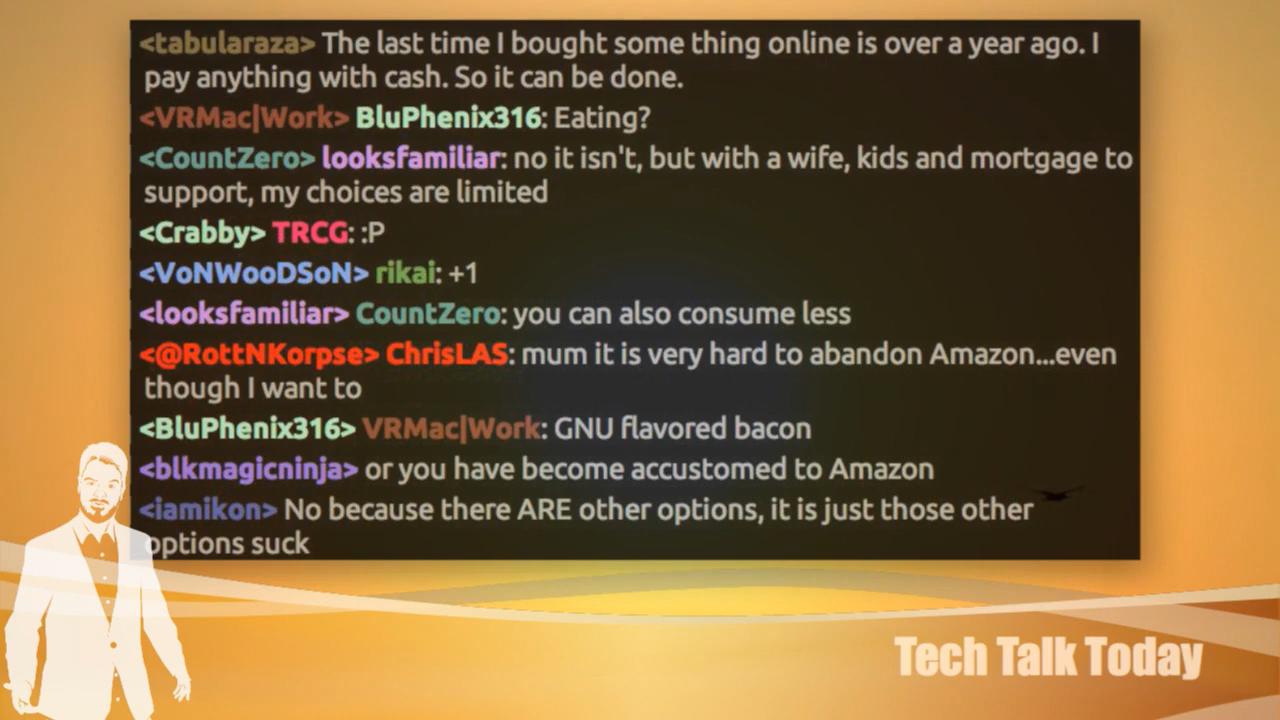 <tabularaza> The last time I bought some thing online is over a year ago. I
pay anything with cash. So it can be done.
<VRMac|Work> BluPhenix316: Eating?
<CountZero> looksfamiliar: no it isn't, but with a wife, kids and mortgage to
support, my choices are limited
<Crabby> TRCG: :P
<VoNWooDSoN> rikai: +1
<looksfamiliar> CountZero: you can also consume less
<@RottNKorpse> ChrisLAS: mum it is very hard to abandon Amazon...even
though I want to
<BluPhenix316> VRMac|Work: GNU flavored bacon
<blkmagicninja> or you have become accustomed to Amazon
<iamikon> No because there ARE other options, it is just those other
options suck
Tech Talk Today